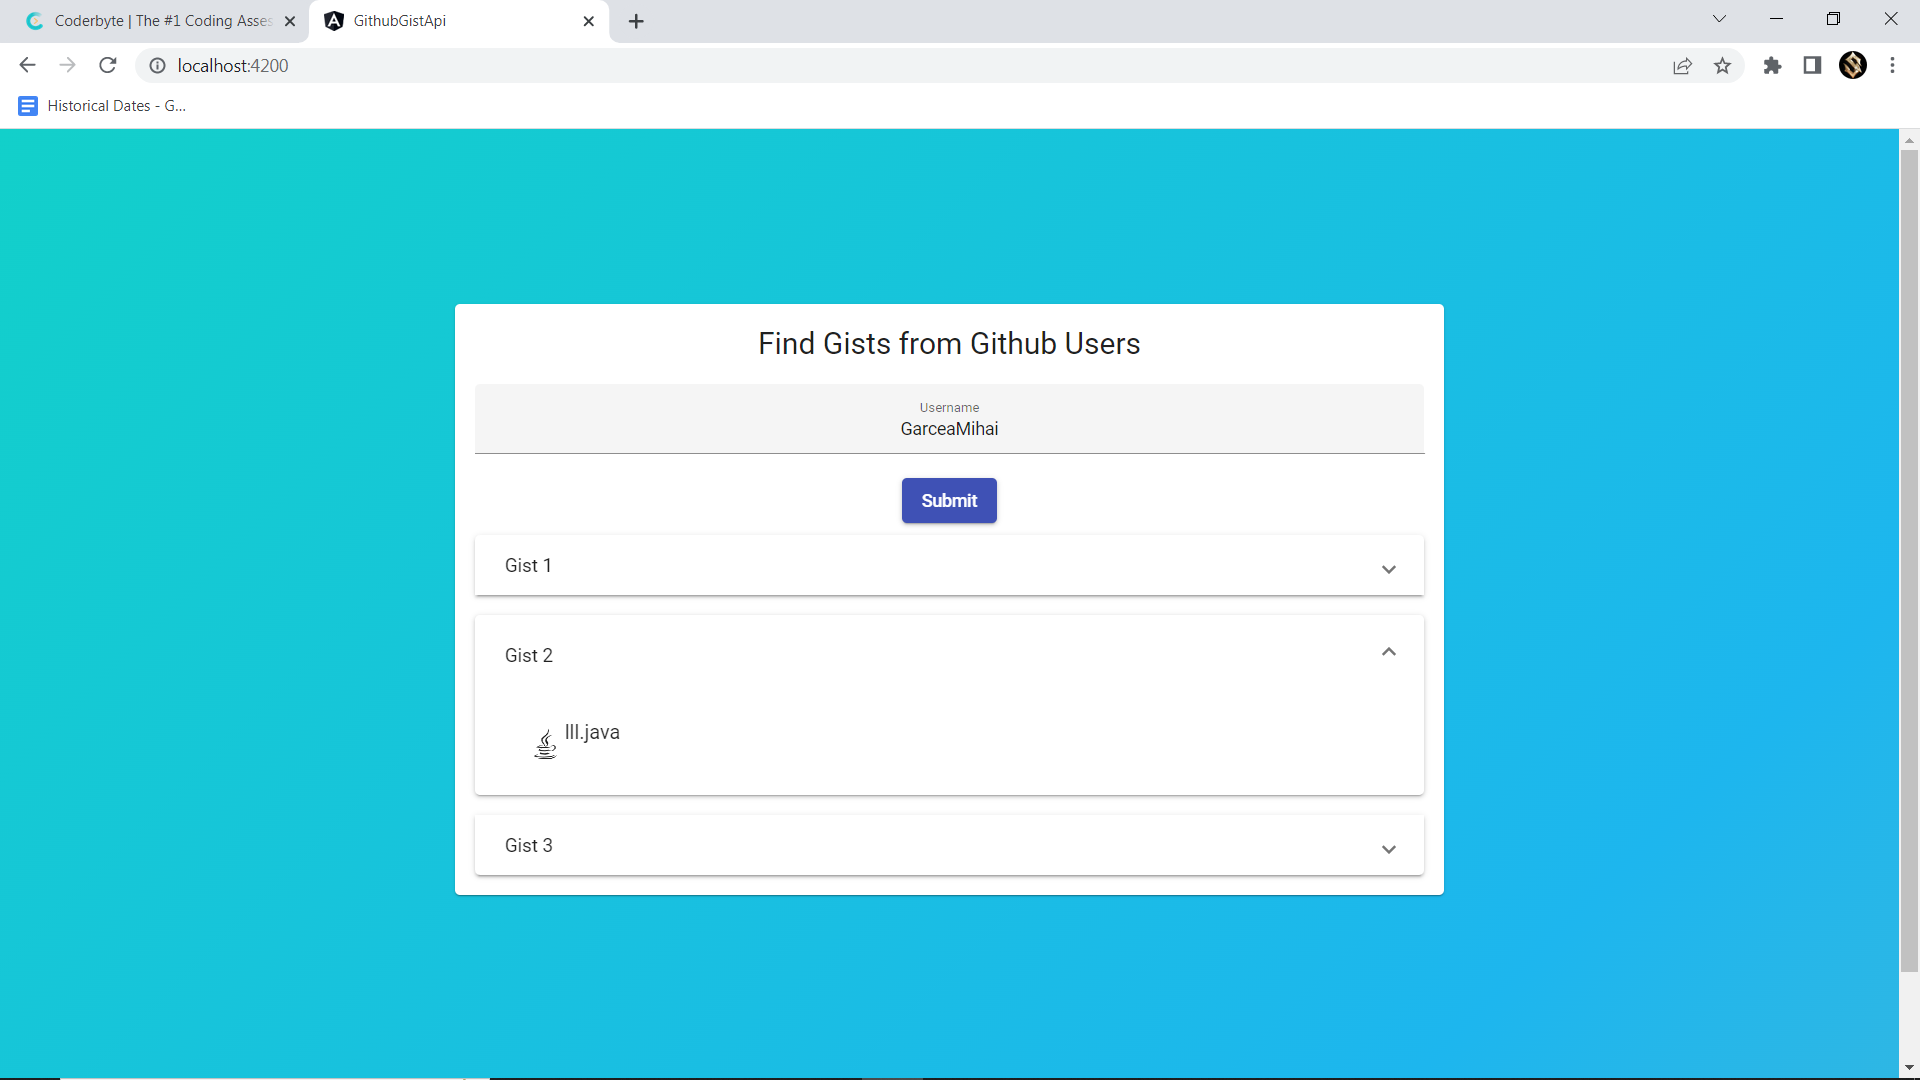 Coderbyte | The #1 Coding Asses
GithubGistApi
localhost:4200
Historical Dates - G...
Find Gists from Github Users
Username
GarceaMihai
Submit
Gist 1
Gist 2
lll.java
Gist 3